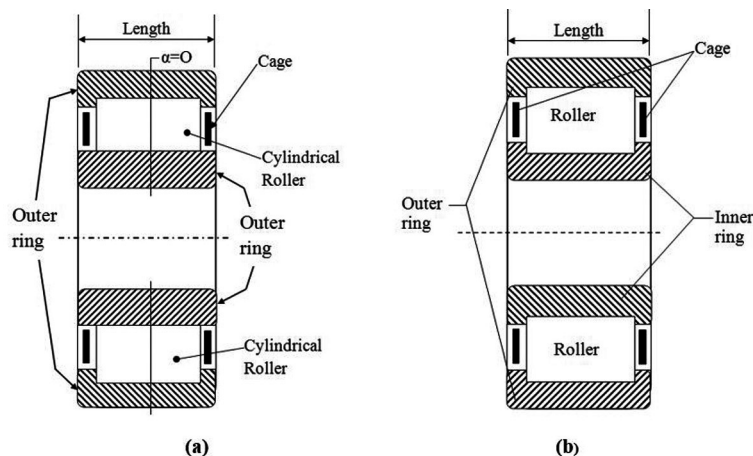 Length
α=O
Cage
Cylindrical
Roller
Outer
ring
Outer
ring
Cylindrical
Roller
(a)
Length
Cage
Roller
Outer
ring
Inner
ring
Roller
(b)